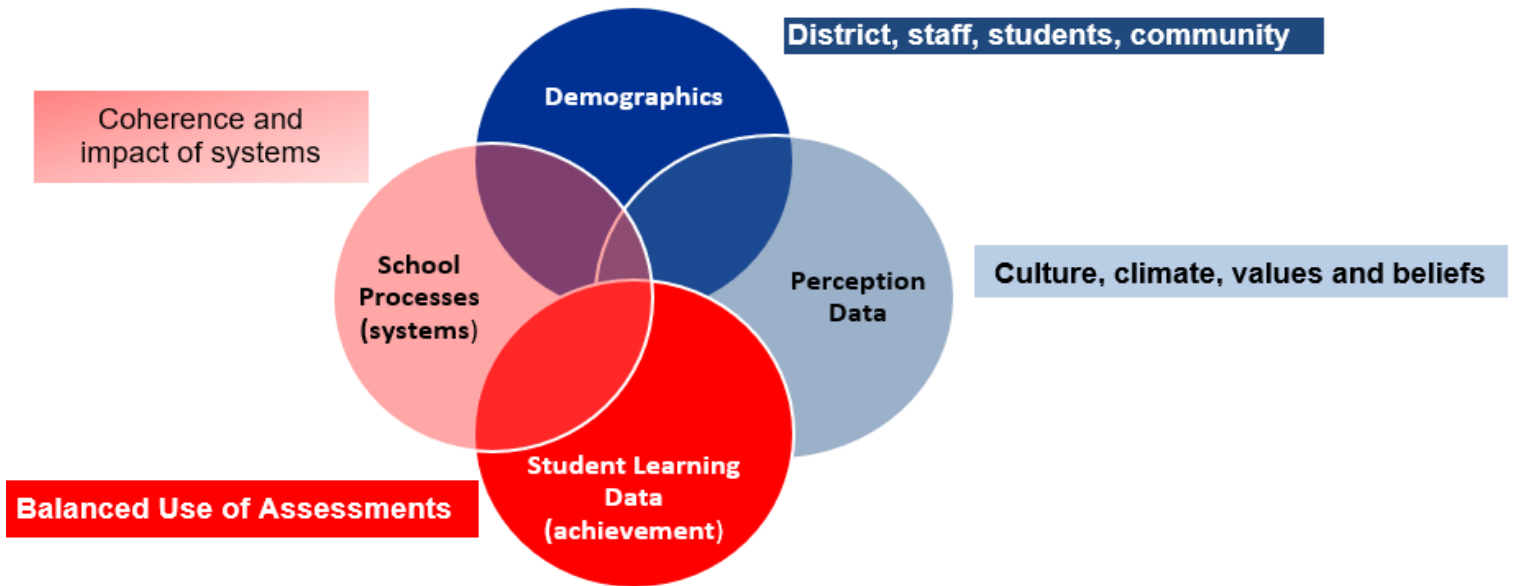 District, staff, students, community
Demographics
Coherence and
impact of systems
School
Processes
(systems)
Perception
Data
Culture, climate, values and beliefs
Student Learning
Data
(achievement)
Balanced Use of Assessments